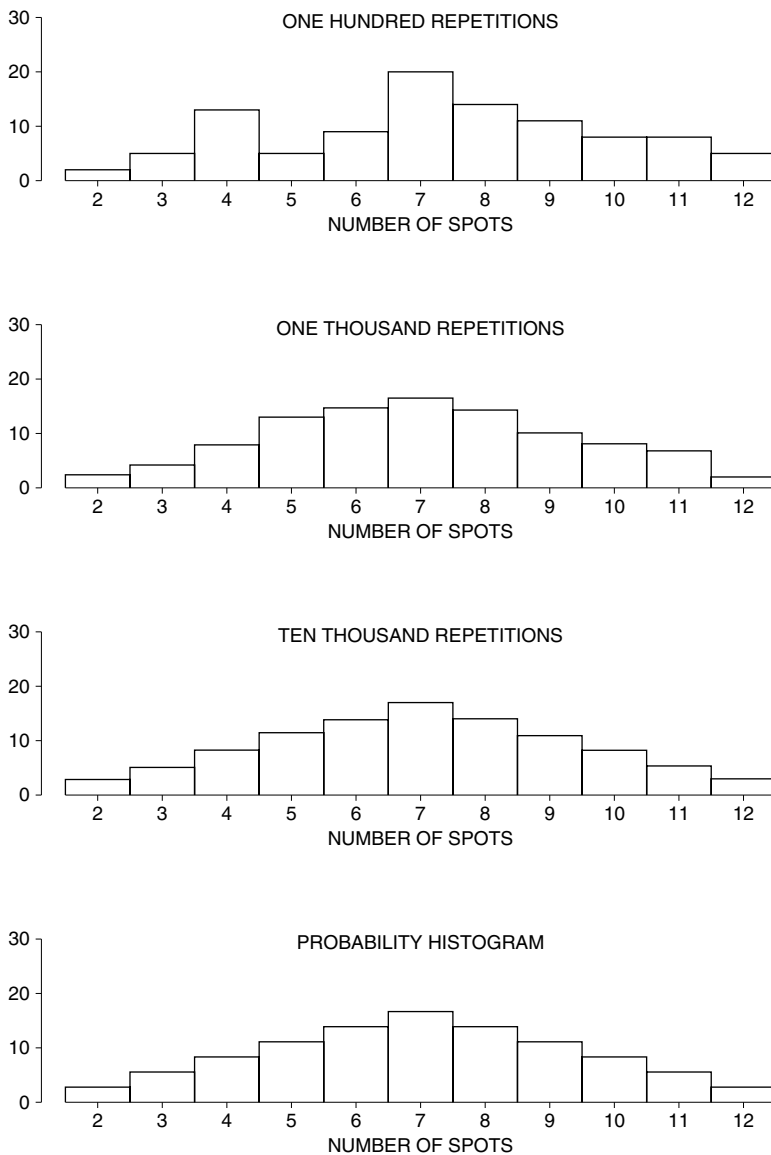 ONE HUNDRED REPETITIONS
30
20
10
0
2 3 4 5 6 7 8 9 10 11 12
NUMBER OF SPOTS
ONE THOUSAND REPETITIONS
30
20
10
0
2 3 4 5 6 7 8 9 10 11 12
NUMBER OF SPOTS
TEN THOUSAND REPETITIONS
30
20
10
0
2 3 4 5 6 7 8 9 10 11 12
NUMBER OF SPOTS
PROBABILITY HISTOGRAM
30
20
10
0
2 3 4 5 6 7 8 9 10 11 12
NUMBER OF SPOTS